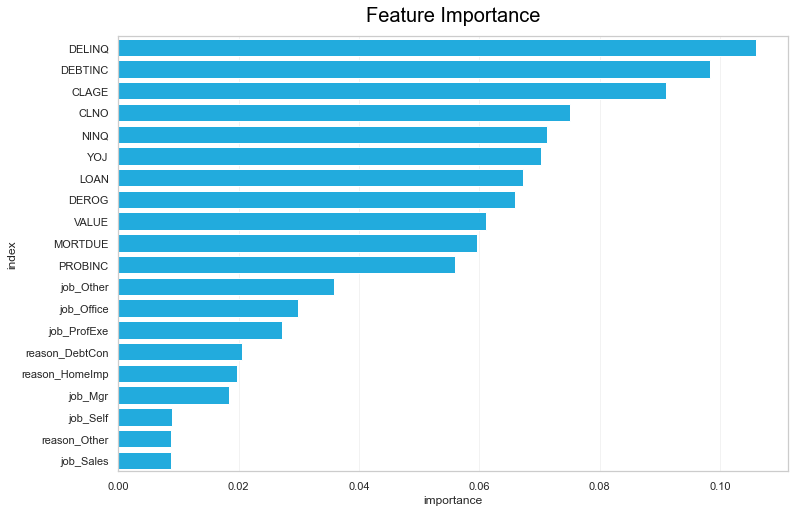 Feature Importance
DELINQ
DEBTINC
CLAGE
CLNO
NINQ
YOJ
LOAN
DEROG
VALUE
MORTDUE
PROBINC
job_Other
job_Office
job_ProfExe
reason_DebtCon
reason_HomeImp
job_Mgr
job_Self
reason_Other
job_Sales
index
0.00 0.02 0.04 0.06 0.08 0.10
importance